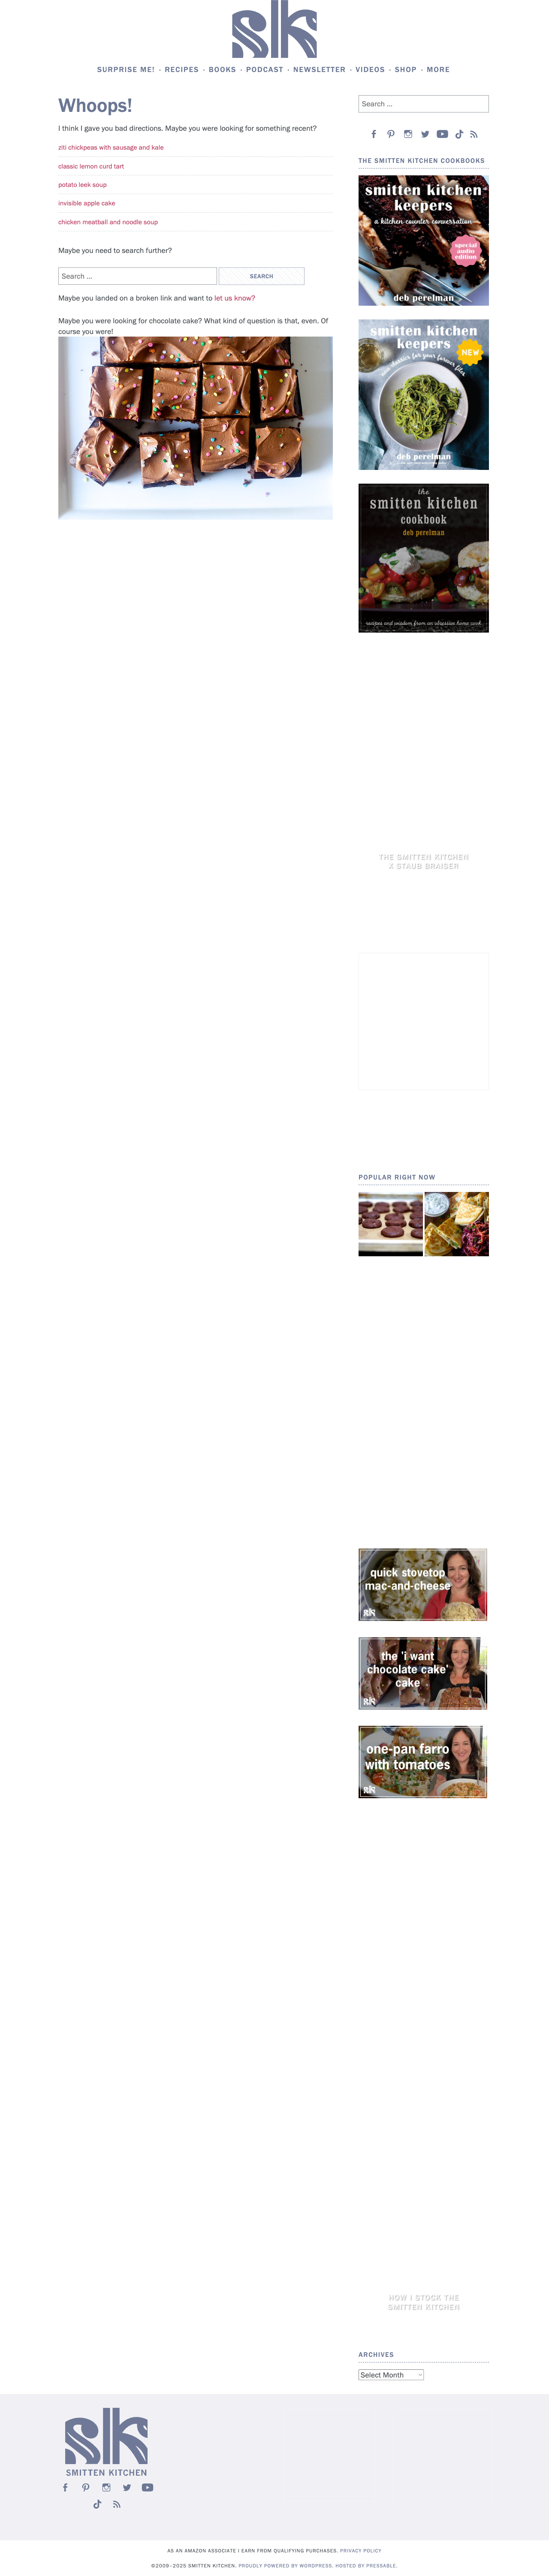 sk
SURPRISE ME! · RECIPES · BOOKS · PODCAST · NEWSLETTER · VIDEOS · SHOP · MORE
Whoops!
I think I gave you bad directions. Maybe you were looking for something recent?
ziti chickpeas with sausage and kale
classic lemon curd tart
potato leek soup
invisible apple cake
chicken meatball and noodle soup
Maybe you need to search further?
Search ...
SEARCH
Maybe you landed on a broken link and want to let us know?
Maybe you were looking for chocolate cake? What kind of question is that, even. Of
course you were!
Search ...
THE SMITTEN KITCHEN COOKBOOKS
smitten kitchen
keepers
a kitchen counter conversation
special
audio
edition
deb perelman
smitten kitchen
keepers
NEW
new classics for your forever files
deb perelman
the
smitten kitchen
cookbook
deb perelman
recipes and wisdom from an obsessive home cook
THE SMITTEN KITCHEN
X STAUB BRAISER
POPULAR RIGHT NOW
quick stovetop
mac-and-cheese
sk
the 'i want
chocolate cake'
cake
sk
one-pan farro
with tomatoes
sk
HOW I STOCK THE
SMITTEN KITCHEN
ARCHIVES
Select Month
sk
SMITTEN KITCHEN
AS AN AMAZON ASSOCIATE I EARN FROM QUALIFYING PURCHASES. PRIVACY POLICY
©2009–2025 SMITTEN KITCHEN. PROUDLY POWERED BY WORDPRESS. HOSTED BY PRESSABLE.